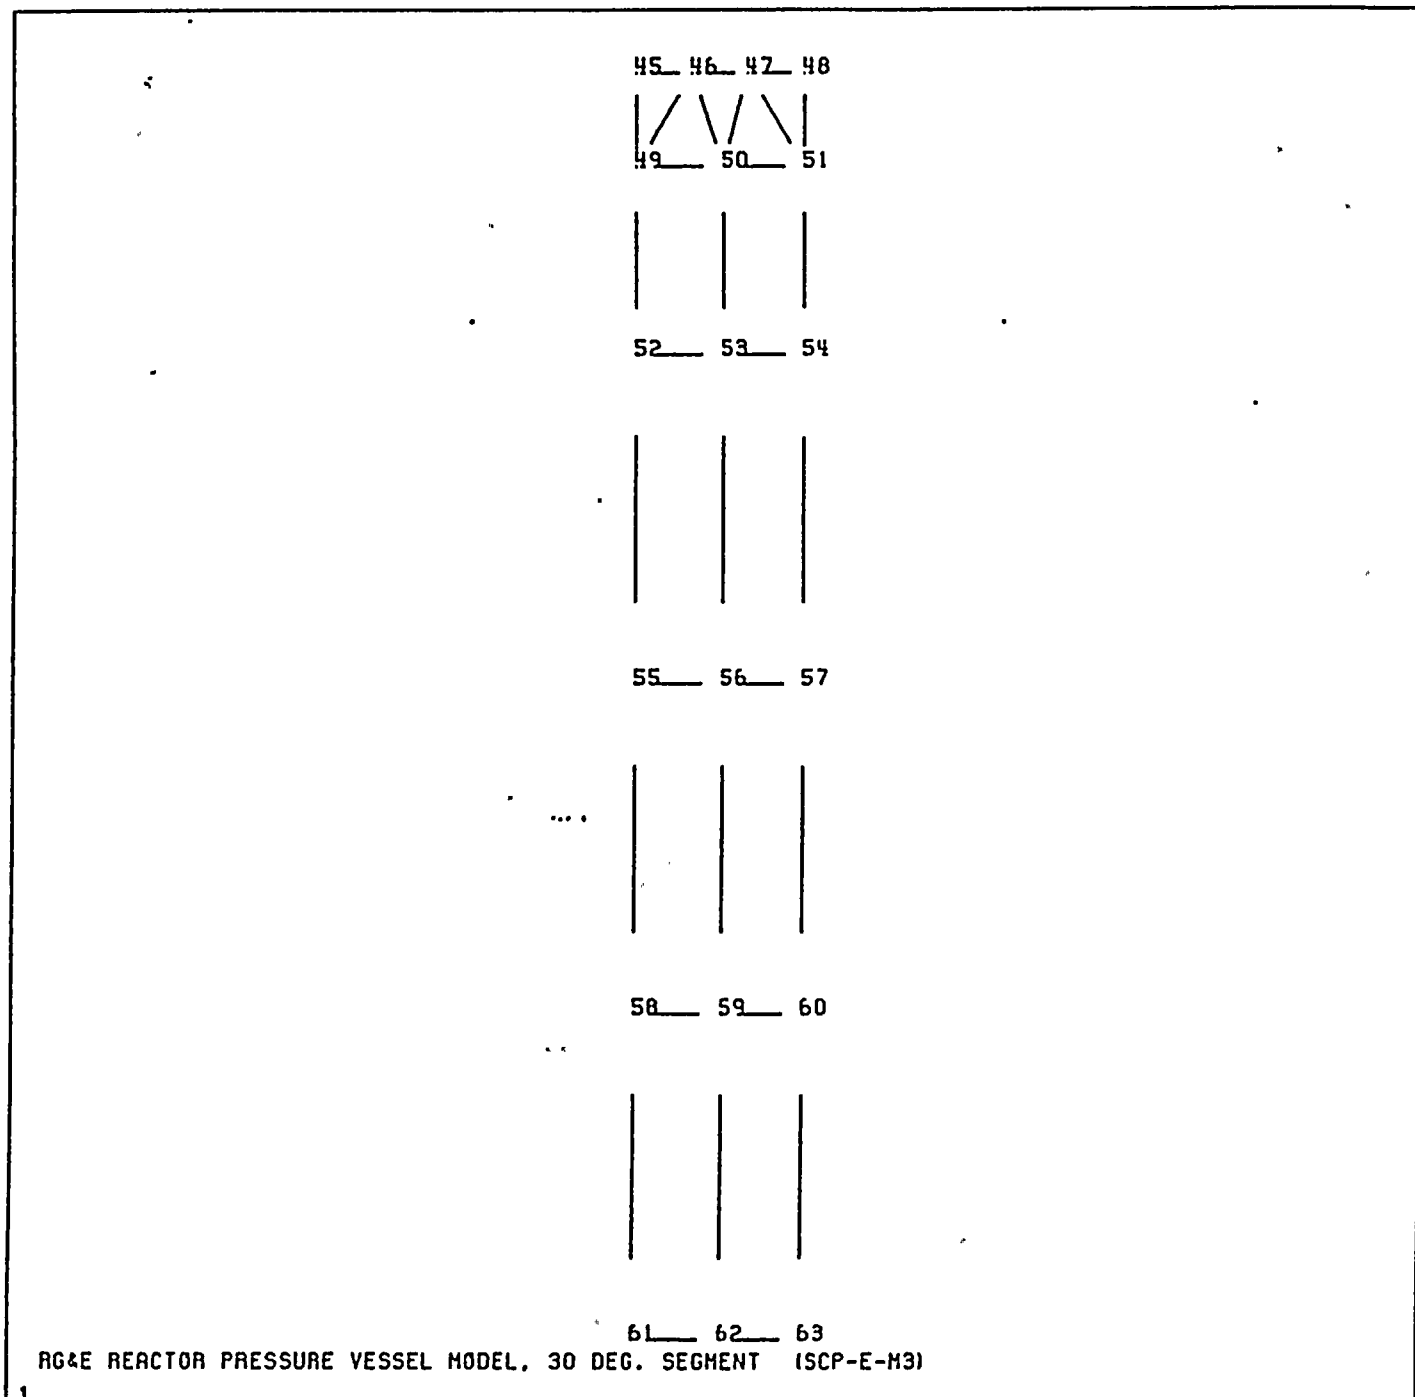 45 46 47 48
49 50 51
52 53 54
55 56 57
58 59 60
61 62 63
RG&E REACTOR PRESSURE VESSEL MODEL, 30 DEG. SEGMENT (SCP-E-M3)
1